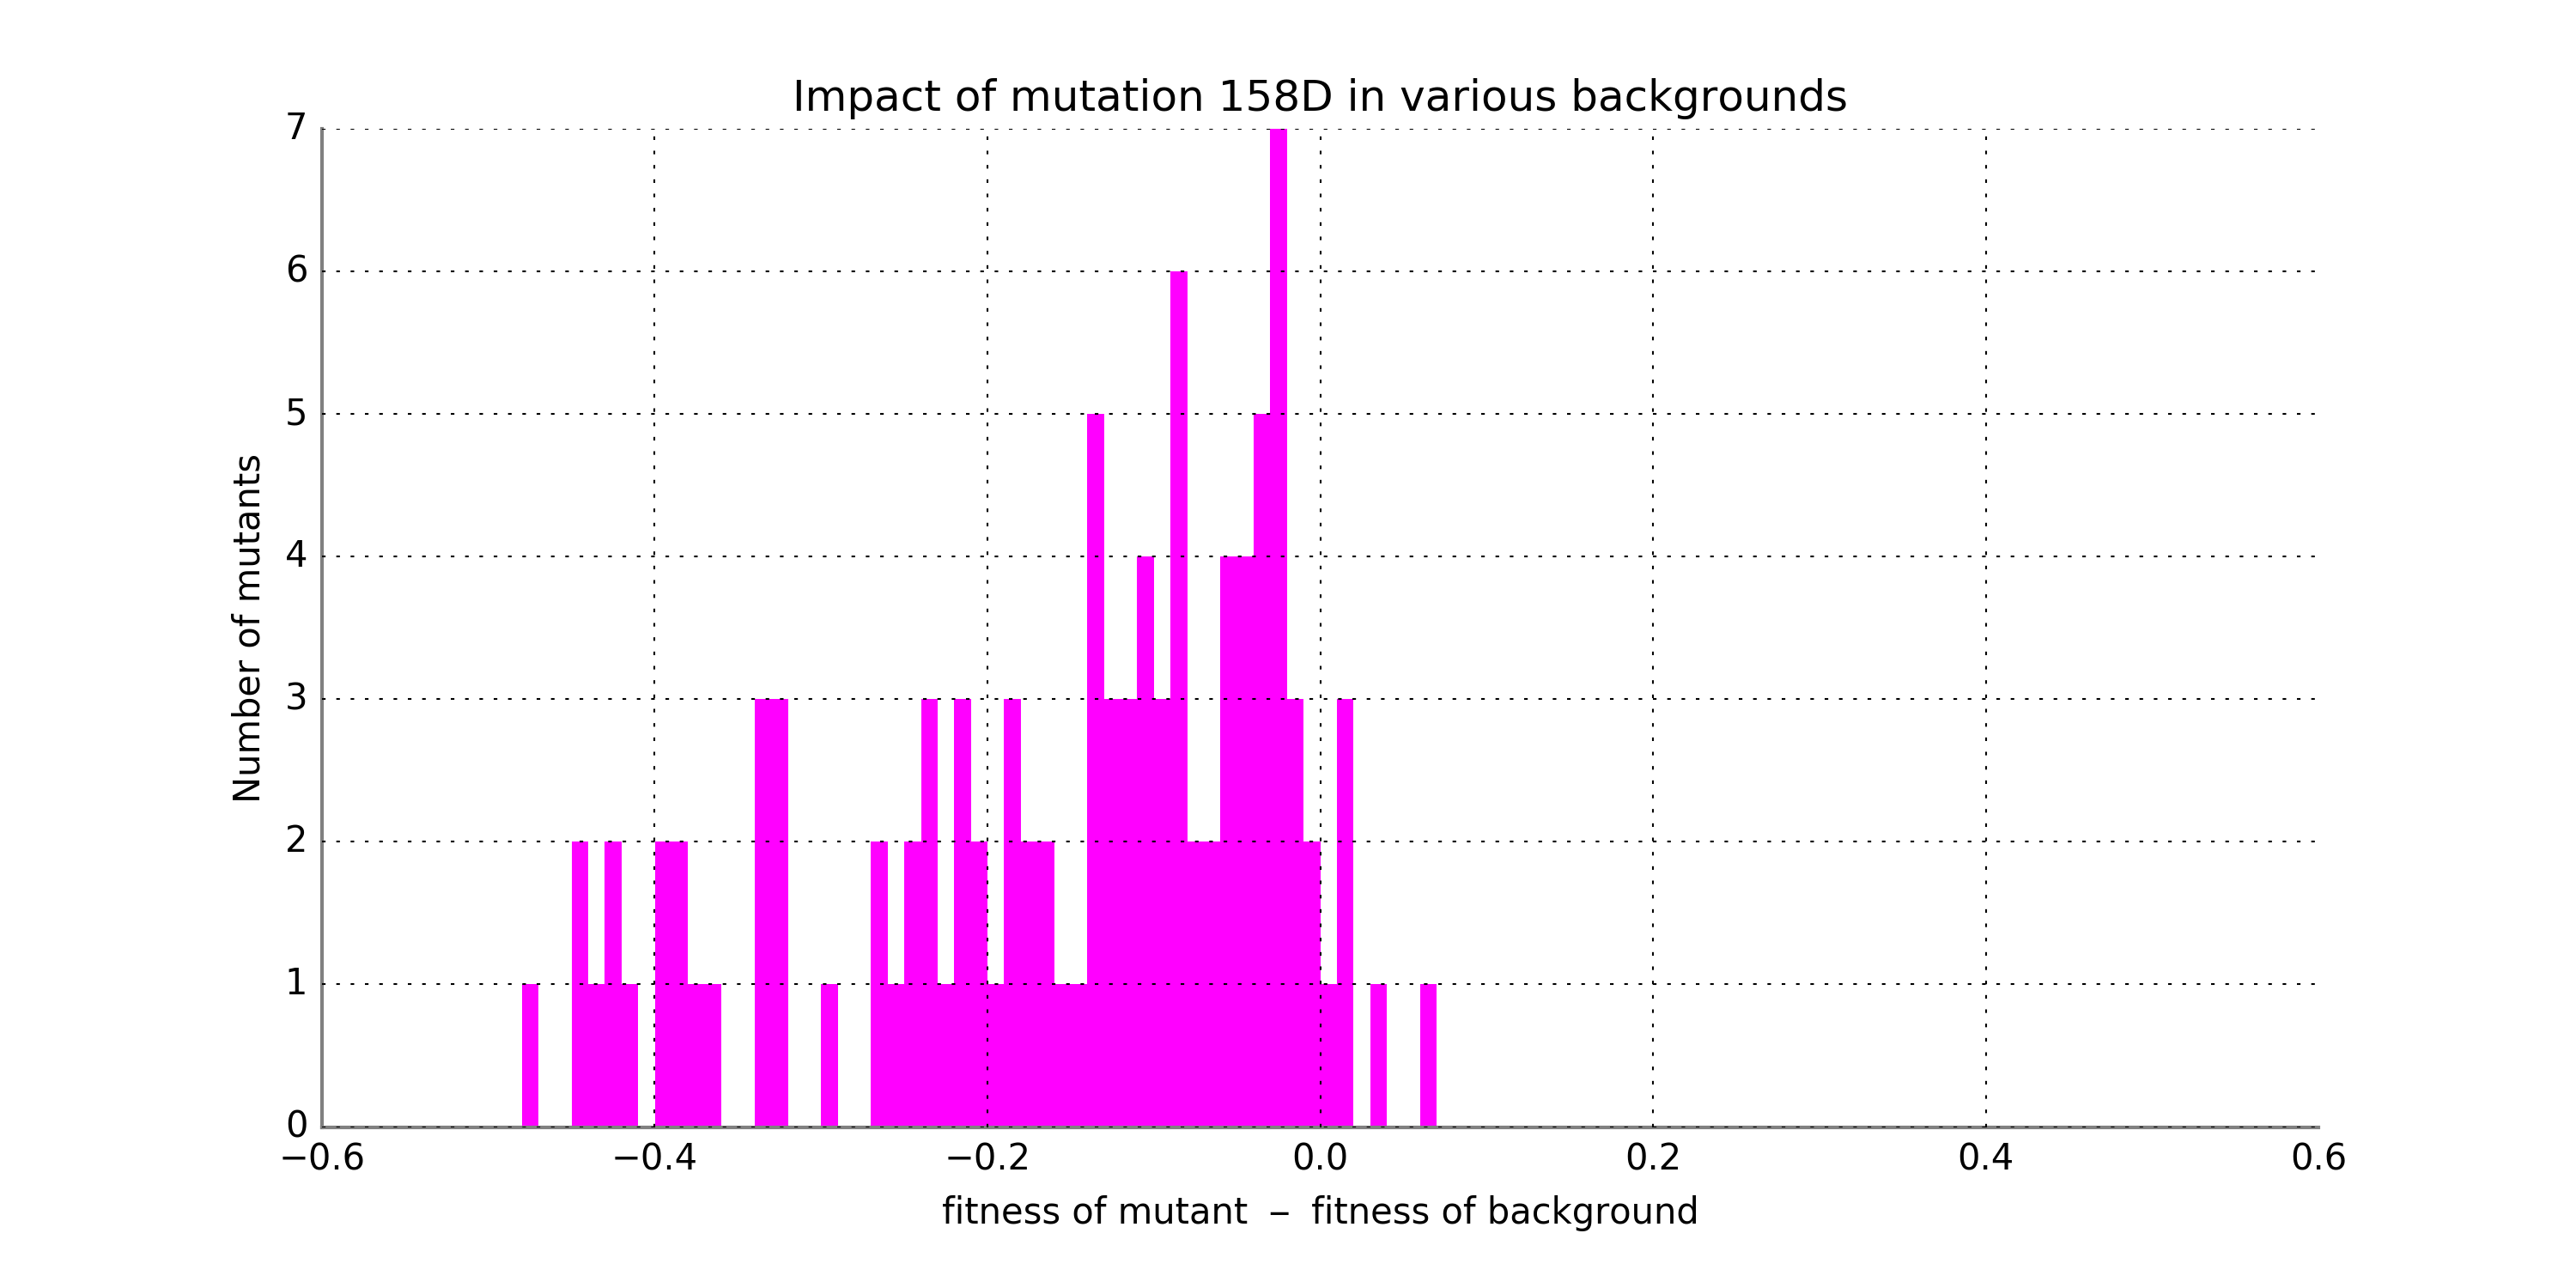 Impact of mutation 158D in various backgrounds
7
6
5
4
3
2
1
0
Number of mutants
−0.6 −0.4 −0.2 0.0 0.2 0.4 0.6
fitness of mutant − fitness of background